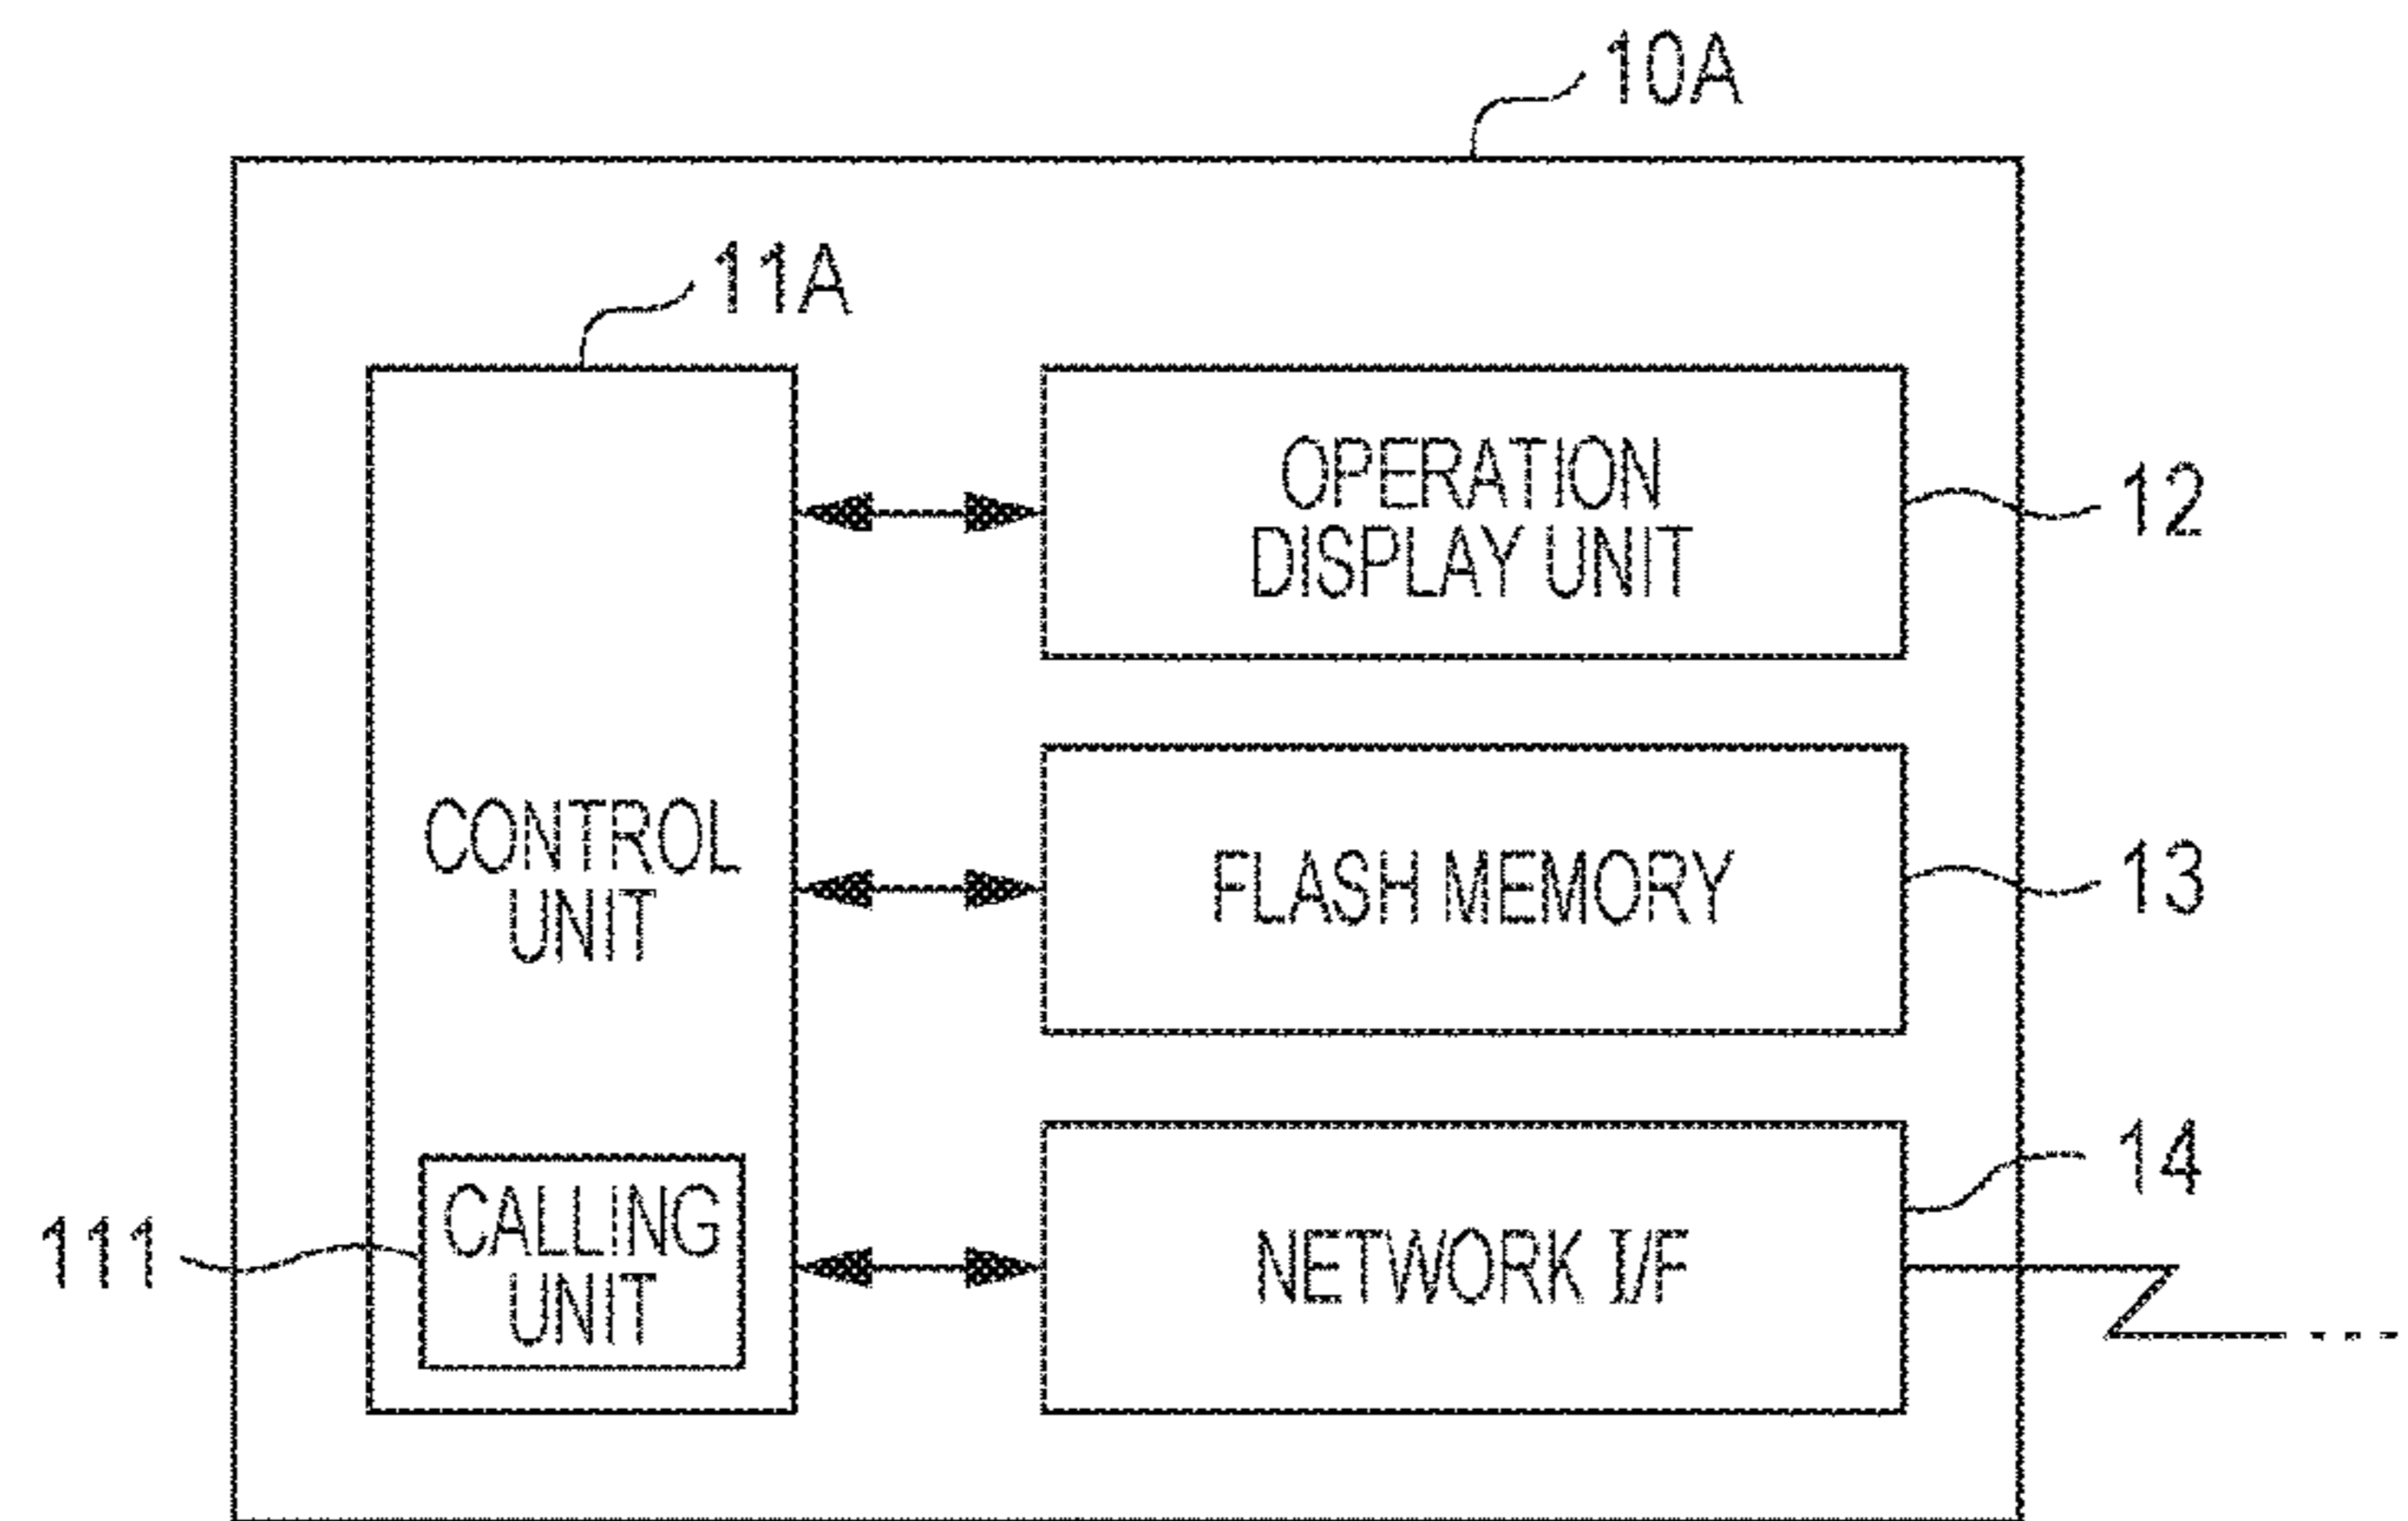 10A
11A
OPERATION
DISPLAY UNIT
12
CONTROL
UNIT
FLASH MEMORY
13
CALLING
UNIT
111
NETWORK I/F
14